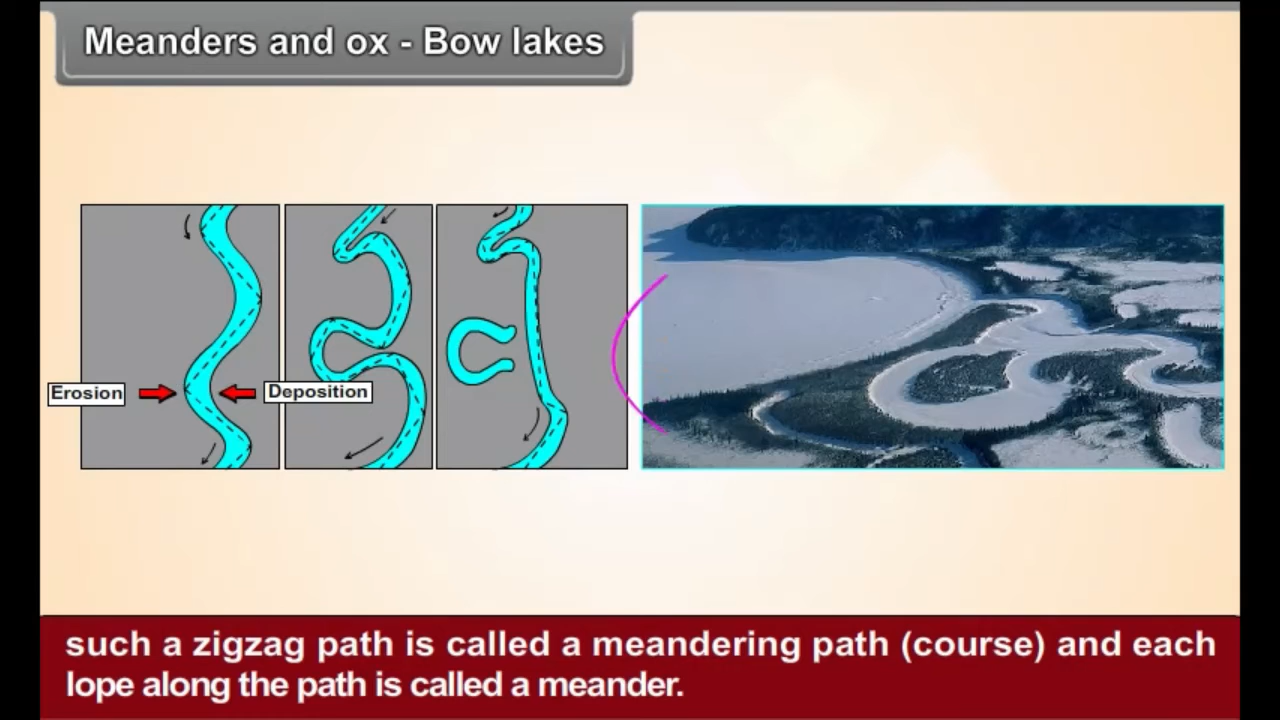 Meanders and ox - Bow lakes
Erosion
Deposition
such a zigzag path is called a meandering path (course) and each
lope along the path is called a meander.